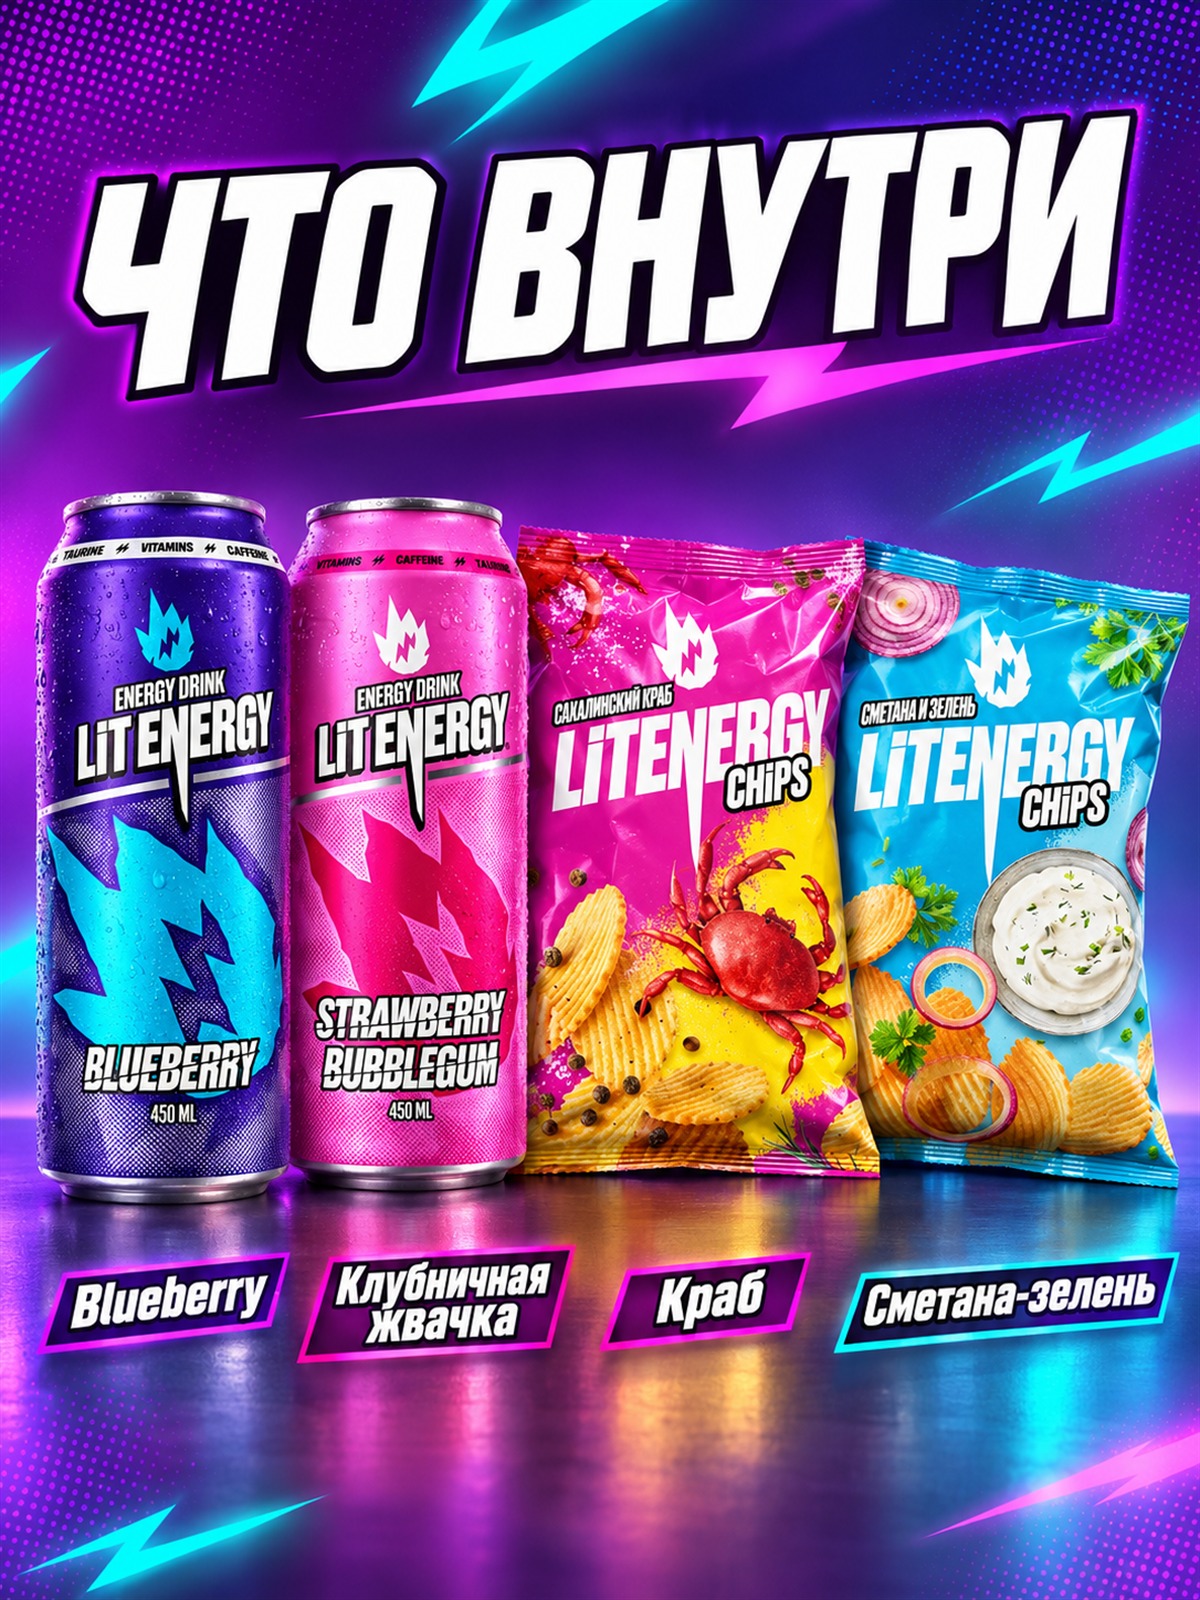 ЧТО ВНУТРИ
TAURINE VITAMINS CAFFEINE
ENERGY DRINK
LiT ENERGY
BLUEBERRY
450 ML
VITAMINS CAFFEINE TAURINE
ENERGY DRINK
LiT ENERGY
STRAWBERRY
BUBBLEGUM
450 ML
САХАЛИНСКИЙ КРАБ
LiTENERGY
CHiPS
СМЕТАНА И ЗЕЛЕНЬ
LiTENERGY
CHiPS
Blueberry
Клубничная
жвачка
Краб
Сметана-зелень